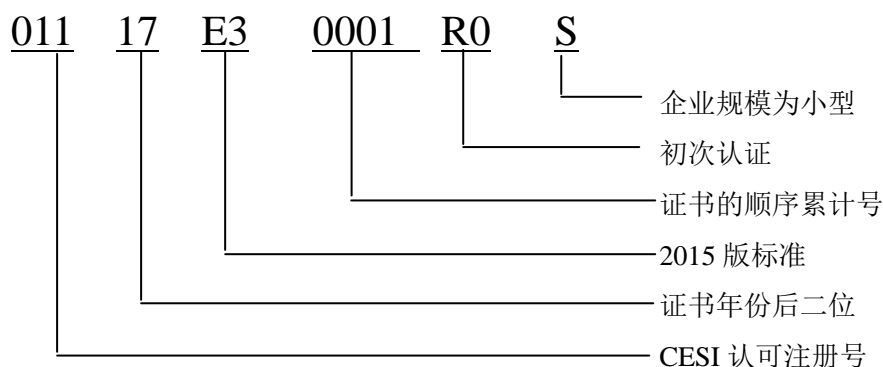 011 17 E3 0001 R0 S
企业规模为小型
初次认证
证书的顺序累计号
2015 版标准
证书年份后二位
CESI 认可注册号